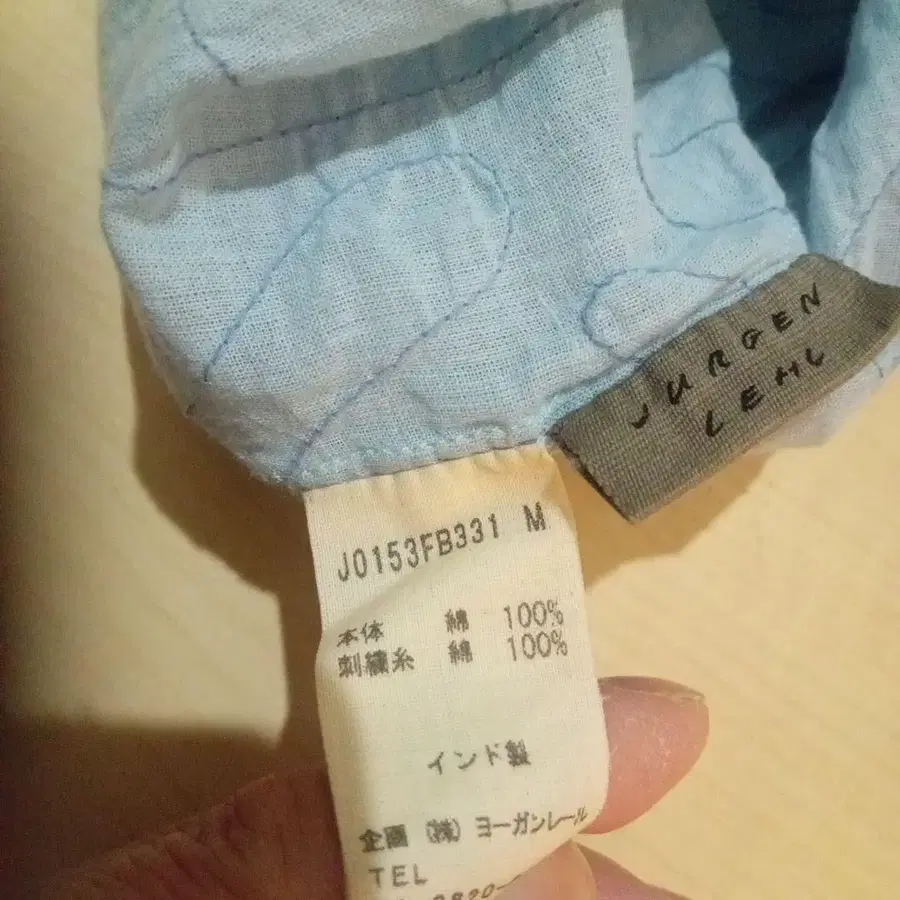 JURGEN
LEHL
J0153FB331 M
本体 綿 100%
刺繍糸 綿 100%
インド製
企画 (株) ヨーガンレール
TEL